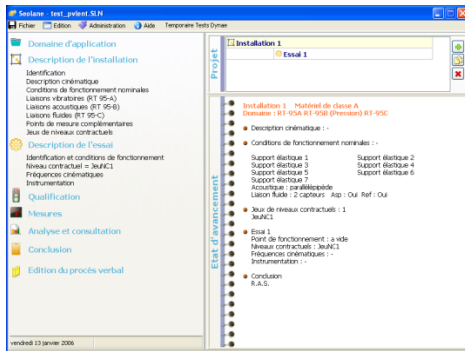 Seolane - test_pvient.SLN
Fichier Edition Administration Aide Temporaire Tests Dymae
Domaine d'application
Description de l'installation
Identification
Description cinématique
Conditions de fonctionnement nominales
Liaisons vibratoires (RT 95-A)
Liaisons acoustiques (RT 95-B)
Liaisons fluides (RT 95-C)
Points de mesure complémentaires
Jeux de niveaux contractuels
Description de l'essai
Identification et conditions de fonctionnement
Niveau contractuel = JeuNC1
Fréquences cinématiques
Instrumentation
Qualification
Mesures
Analyse et consultation
Conclusion
Edition du procès verbal
vendredi 13 janvier 2006
Projet
Installation 1
Essai 1
Etat d'avancement
Installation 1 Matériel de classe A
Domaine : RT-95A RT-95B (Pression) RT-95C
Description cinématique : -
Conditions de fonctionnement nominales : -
Support élastique 1 Support élastique 2
Support élastique 3 Support élastique 4
Support élastique 5 Support élastique 6
Support élastique 7
Acoustique : parallélépipède
Liaison fluide : 2 capteurs Asp : Oui Ref : Oui
Jeux de niveaux contractuels : 1
JeuNC1
Essai 1
Point de fonctionnement : a vide
Niveaux contractuels : JeuNC1
Fréquences cinématiques : -
Instrumentation : -
Conclusion
R.A.S.